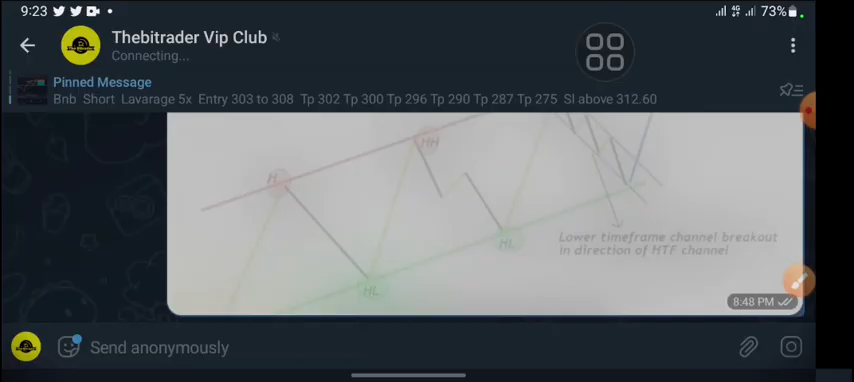 9:23
4G
73%
Thebitrader Vip Club
Connecting...
Pinned Message
Bnb Short Lavarage 5x Entry 303 to 308 Tp 302 Tp 300 Tp 296 Tp 290 Tp 287 Tp 275 Sl above 312.60
HH
H
HL
HL
Lower timeframe channel breakout
in direction of HTF channel
8:48 PM
Send anonymously